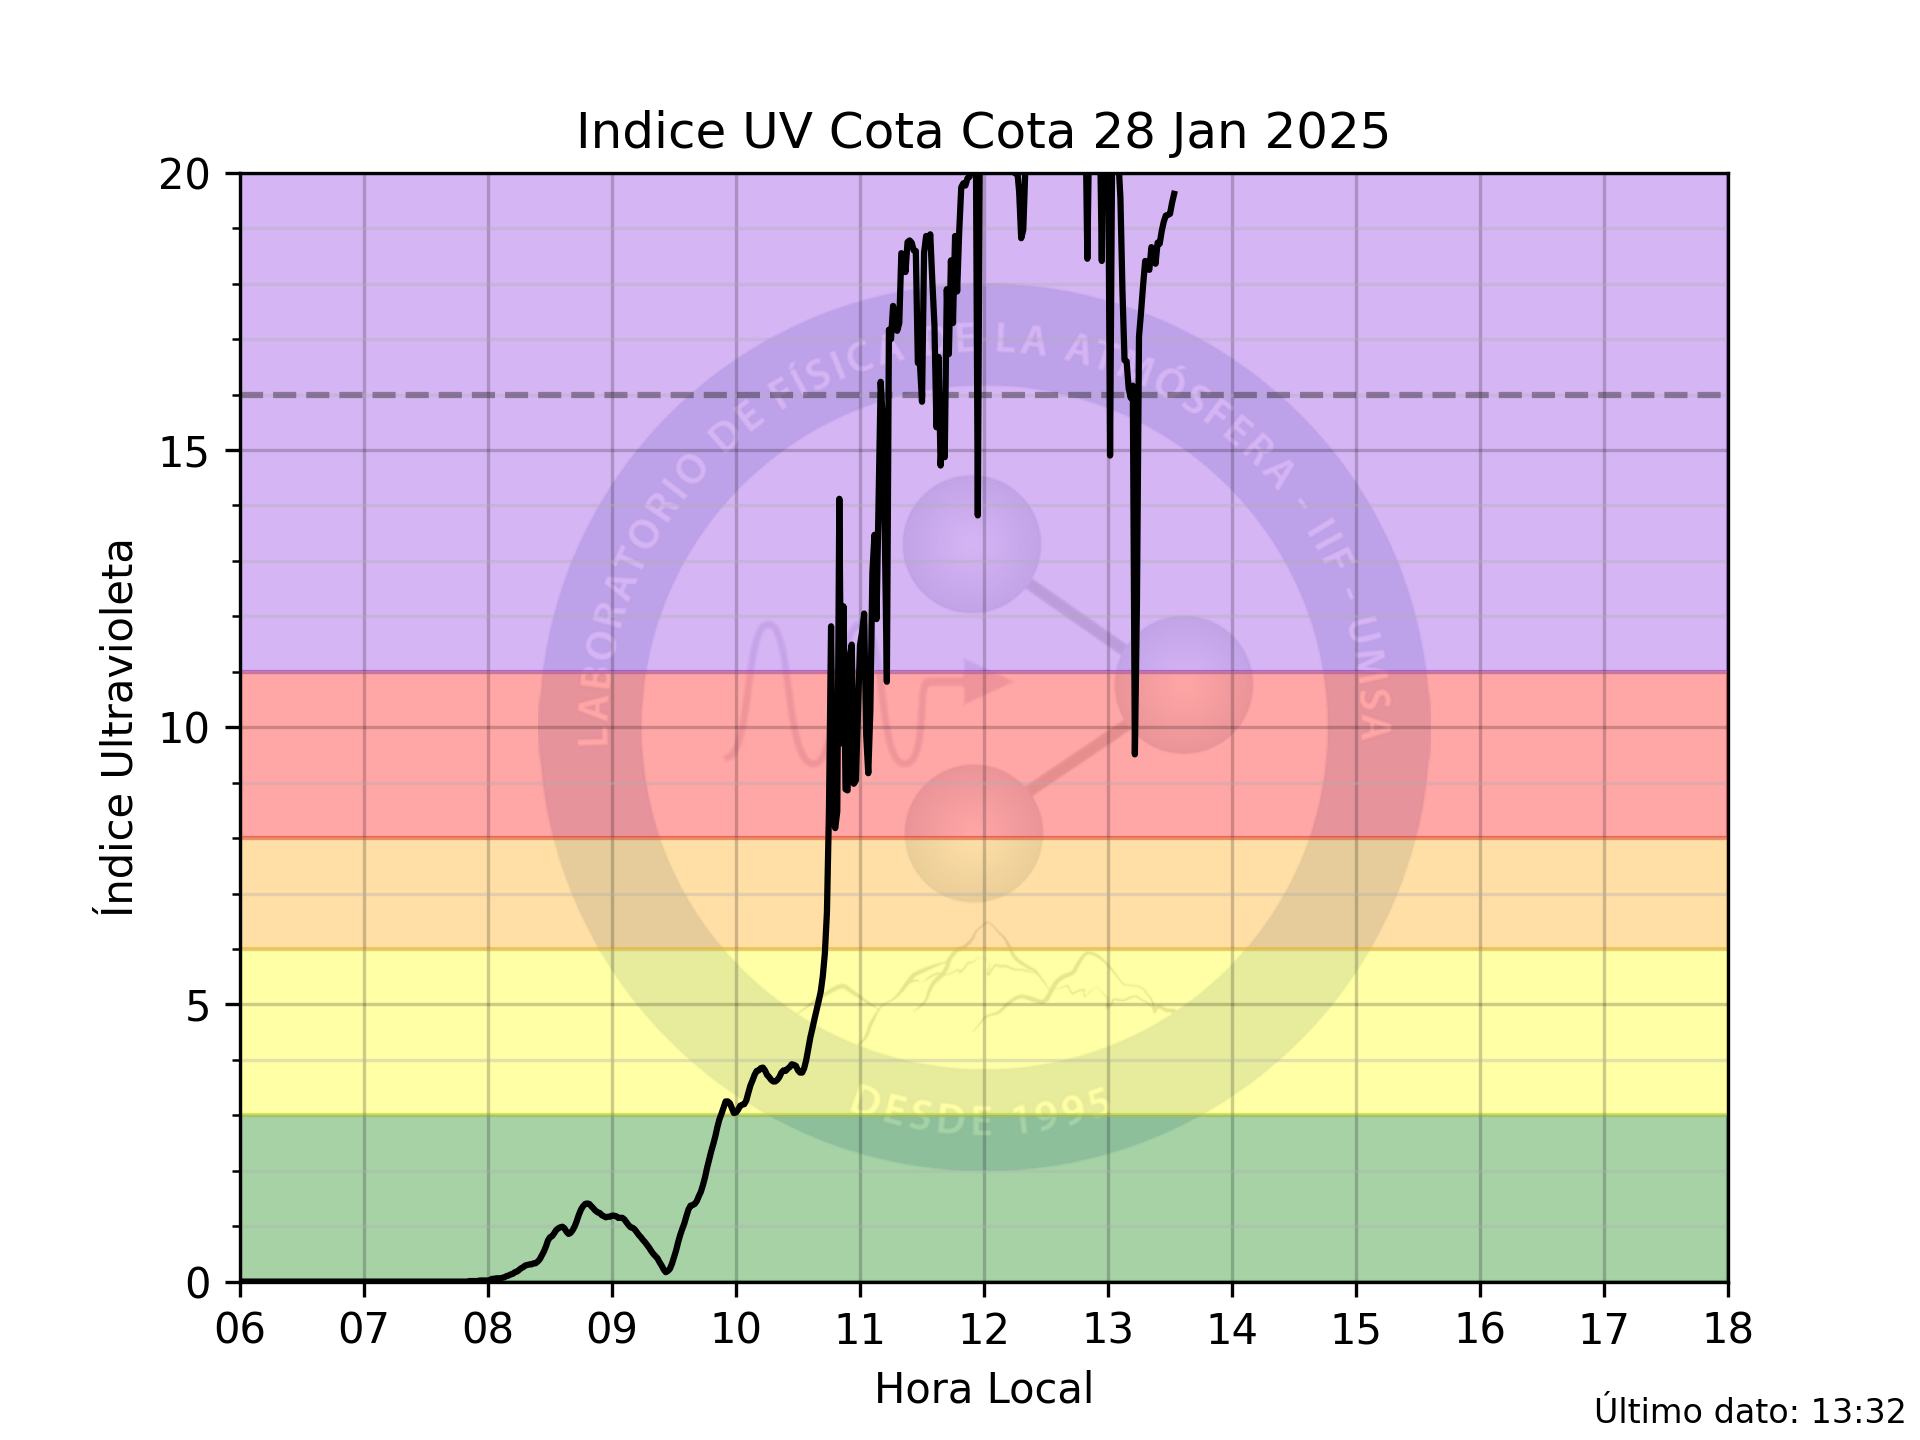 Indice UV Cota Cota 28 Jan 2025
20
15
10
5
0
Índice Ultravioleta
LABORATORIO DE FÍSICA DE LA ATMÓSFERA - IIF - UMSA
DESDE 1995
06 07 08 09 10 11 12 13 14 15 16 17 18
Hora Local
Último dato: 13:32